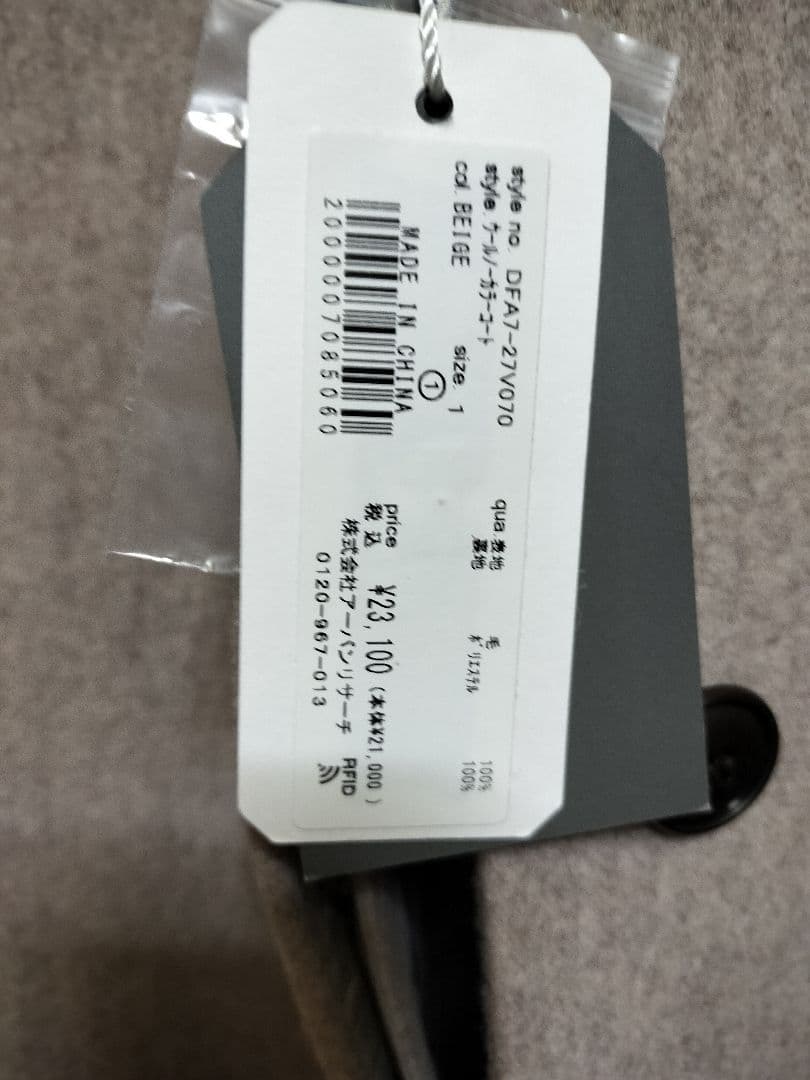 style no. DFA7-27V070
style. ウールノーカラーコート
col. BEIGE size. 1
①
MADE IN CHINA
2000007085060
qua. 表地 毛 100%
裏地 ポリエステル 100%
price
税込 ¥23,100 (本体¥21,000)
株式会社アーバンリサーチ RFID
0120-967-013